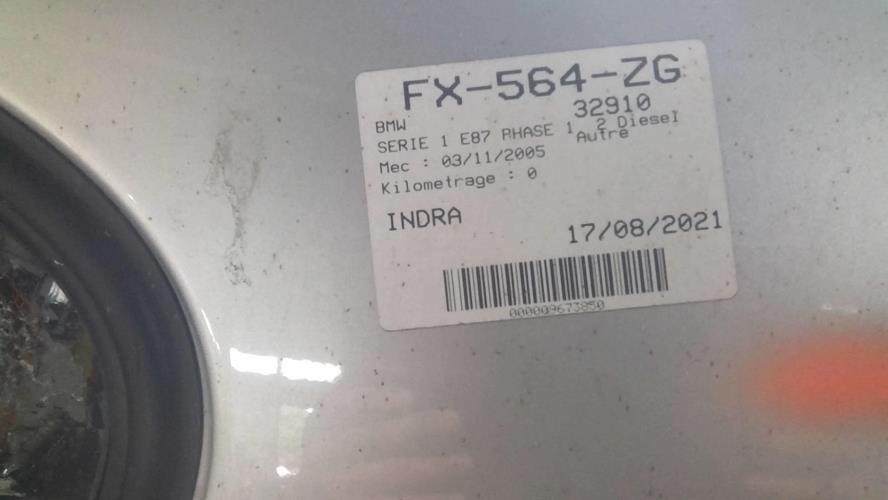 FX-564-ZG
32910
BMW
SERIE 1 E87 PHASE 1 2 Diesel
Autre
Mec : 03/11/2005
Kilometrage : 0
INDRA
17/08/2021
000009673850